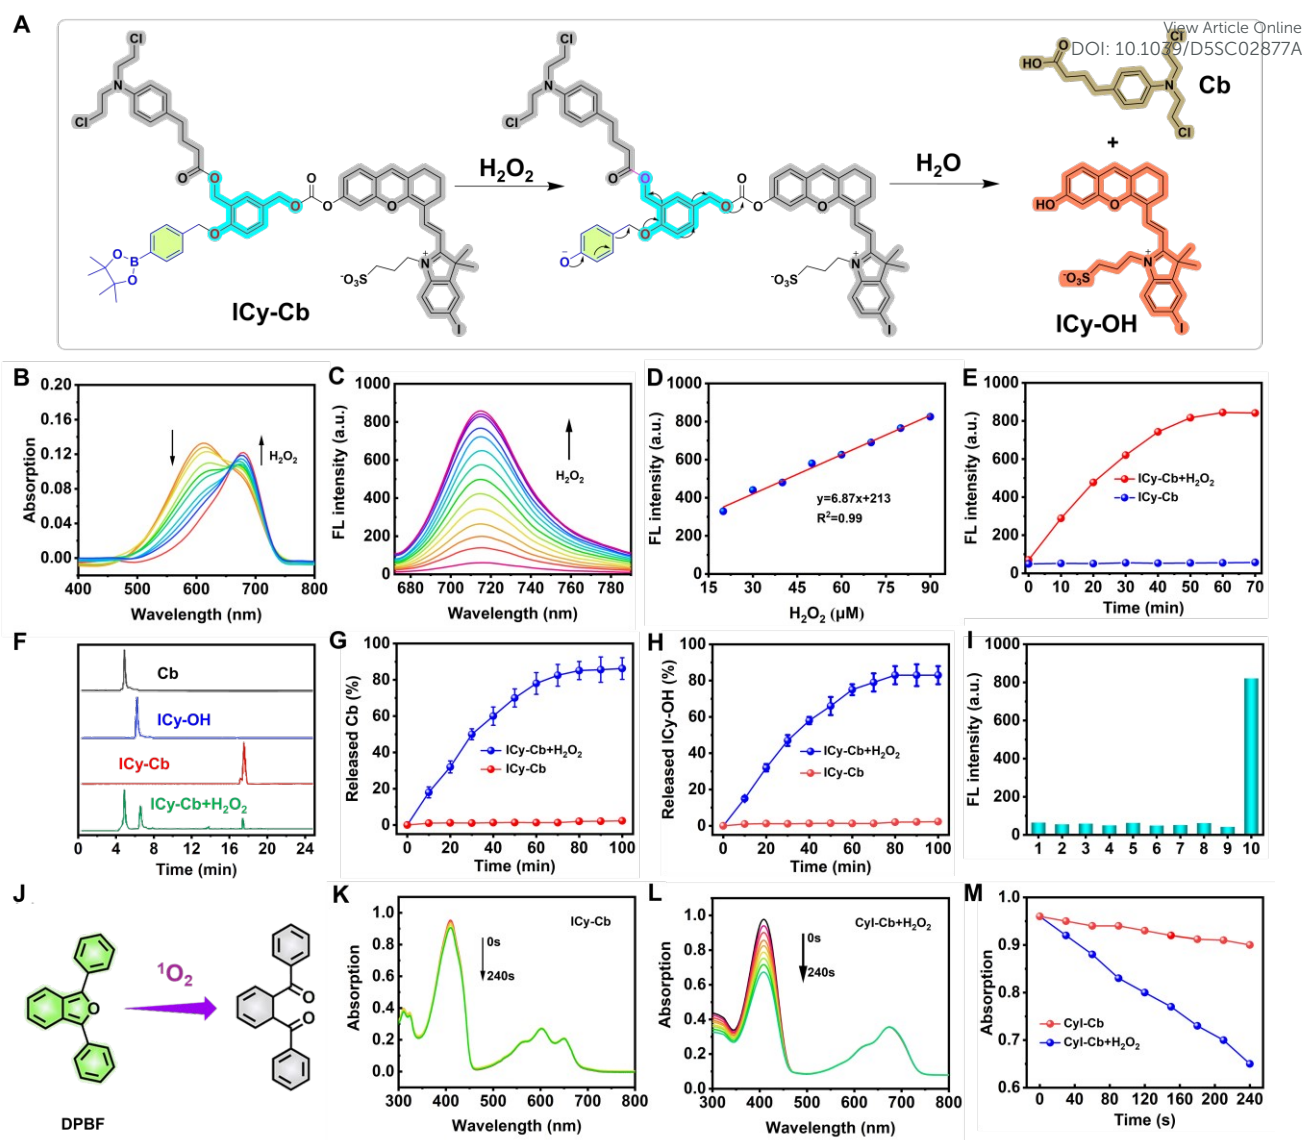 A
View Article Online
DOI: 10.1039/D5SC02877A
Cl
Cl
N
O
O
O
O
O
O
O
B
O
O
N
+
-O3S
I
ICy-Cb
H2O2
Cl
Cl
N
O
O
O
O
O
O
O
-
O
N
+
-O3S
I
H2O
O
HO
Cl
N
Cl
Cb
+
HO
O
N
+
-O3S
I
ICy-OH
B
Absorption
0.20
0.16
0.12
0.08
0.04
0.00
H2O2
400 500 600 700 800
Wavelength (nm)
C
FL intensity (a.u.)
1000
800
600
400
200
0
H2O2
680 700 720 740 760 780
Wavelength (nm)
D
FL intensity (a.u.)
1000
800
600
400
200
0
y=6.87x+213
R2=0.99
15 30 45 60 75 90
H2O2 (μM)
E
FL intensity (a.u.)
1000
800
600
400
200
0
ICy-Cb+H2O2
ICy-Cb
0 10 20 30 40 50 60 70
Time (min)
F
Cb
ICy-OH
ICy-Cb
ICy-Cb+H2O2
0 4 8 12 16 20 24
Time (min)
G
Released Cb (%)
100
80
60
40
20
0
ICy-Cb+H2O2
ICy-Cb
0 20 40 60 80 100
Time (min)
H
Released ICy-OH (%)
100
80
60
40
20
0
ICy-Cb+H2O2
ICy-Cb
0 20 40 60 80 100
Time (min)
I
FL intensity (a.u.)
1000
800
600
400
200
0
1 2 3 4 5 6 7 8 9 10
J
O
1O2
O
O
DPBF
K
Absorption
1.0
0.8
0.6
0.4
0.2
0.0
ICy-Cb
0s
240s
300 400 500 600 700 800
Wavelength (nm)
L
Absorption
1.0
0.8
0.6
0.4
0.2
0.0
CyI-Cb+H2O2
0s
240s
300 400 500 600 700 800
Wavelength (nm)
M
Absorption
1.0
0.9
0.8
0.7
0.6
CyI-Cb
CyI-Cb+H2O2
0 40 80 120 160 200 240
Time (s)